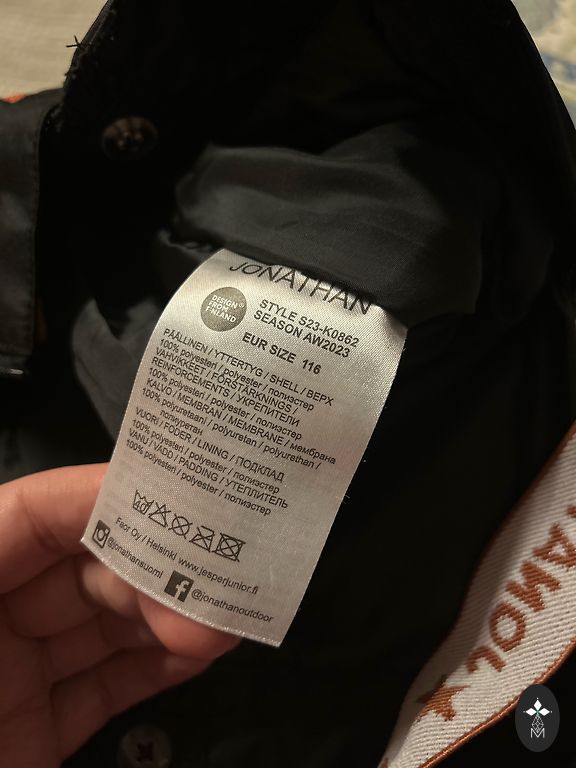 JONATHAN
DESIGN
FROM
FINLAND
STYLE S23-K0862
SEASON AW2023
EUR SIZE 116
PÄÄLLINEN / YTTERTYG / SHELL / ВЕРХ
100% polyesteri / polyester / полиэстер
VAHVIKKEET / FÖRSTÄRKNINGS /
REINFORCEMENTS / УКРЕПИТЕЛИ
100% polyesteri / polyester / полиэстер
KALVO / MEMBRAN / MEMBRANE / мембрана
100% polyuretaani / polyuretan / polyurethan /
полиуретан
VUORI / FODER / LINING / ПОДКЛАД
100% polyesteri / polyester / полиэстер
VANU / VADD / PADDING / УТЕПЛИТЕЛЬ
100% polyesteri / polyester / полиэстер
40
Faor Oy / Helsinki www.jesperjunior.fi
@jonathansuomi
@jonathanoutdoor
M